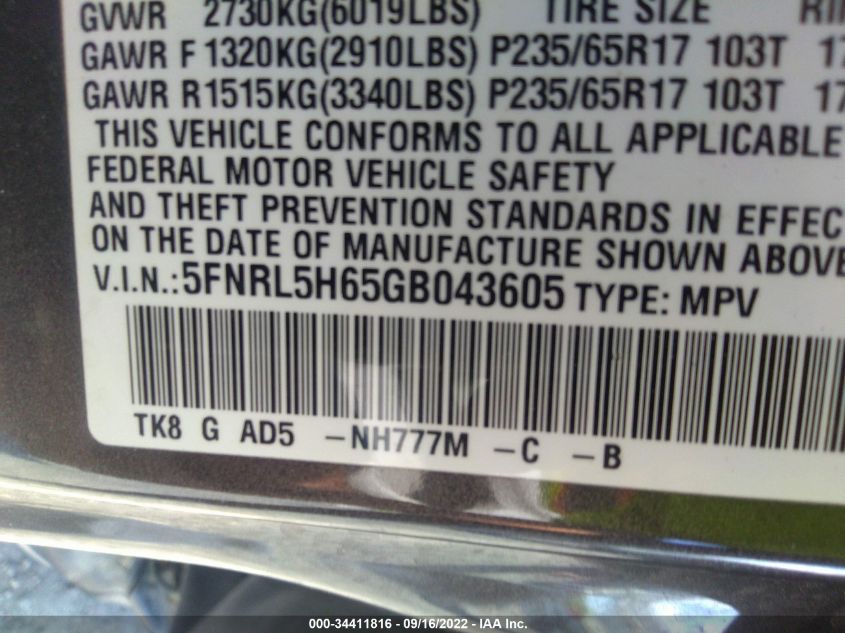 GVWR 2730KG(6019LBS) TIRE SIZE
GAWR F 1320KG(2910LBS) P235/65R17 103T 17
GAWR R1515KG(3340LBS) P235/65R17 103T 17
THIS VEHICLE CONFORMS TO ALL APPLICABLE
FEDERAL MOTOR VEHICLE SAFETY
AND THEFT PREVENTION STANDARDS IN EFFEC
ON THE DATE OF MANUFACTURE SHOWN ABOVE
V.I.N.:5FNRL5H65GB043605 TYPE: MPV
TK8 G AD5 -NH777M -C -B
000-34411816 - 09/16/2022 - IAA Inc.